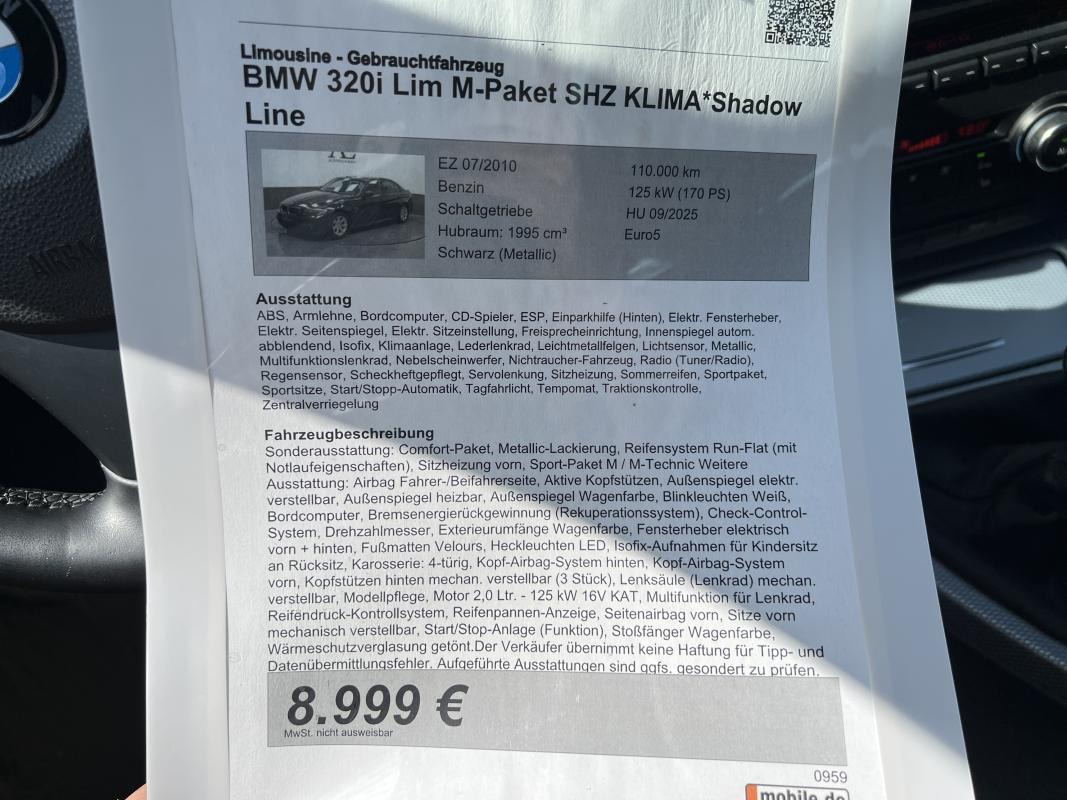 Limousine - Gebrauchtfahrzeug
BMW 320i Lim M-Paket SHZ KLIMA*Shadow
Line
EZ 07/2010
110.000 km
Benzin
125 kW (170 PS)
Schaltgetriebe
HU 09/2025
Hubraum: 1995 cm³
Euro5
Schwarz (Metallic)
Ausstattung
ABS, Armlehne, Bordcomputer, CD-Spieler, ESP, Einparkhilfe (Hinten), Elektr. Fensterheber,
Elektr. Seitenspiegel, Elektr. Sitzeinstellung, Freisprecheinrichtung, Innenspiegel autom.
abblendend, Isofix, Klimaanlage, Lederlenkrad, Leichtmetallfelgen, Lichtsensor, Metallic,
Multifunktionslenkrad, Nebelscheinwerfer, Nichtraucher-Fahrzeug, Radio (Tuner/Radio),
Regensensor, Scheckheftgepflegt, Servolenkung, Sitzheizung, Sommerreifen, Sportpaket,
Sportsitze, Start/Stopp-Automatik, Tagfahrlicht, Tempomat, Traktionskontrolle,
Zentralverriegelung
Fahrzeugbeschreibung
Sonderausstattung: Comfort-Paket, Metallic-Lackierung, Reifensystem Run-Flat (mit
Notlaufeigenschaften), Sitzheizung vorn, Sport-Paket M / M-Technic Weitere
Ausstattung: Airbag Fahrer-/Beifahrerseite, Aktive Kopfstützen, Außenspiegel elektr.
verstellbar, Außenspiegel heizbar, Außenspiegel Wagenfarbe, Blinkleuchten Weiß,
Bordcomputer, Bremsenergierückgewinnung (Rekuperationssystem), Check-Control-
System, Drehzahlmesser, Exterieurumfänge Wagenfarbe, Fensterheber elektrisch
vorn + hinten, Fußmatten Velours, Heckleuchten LED, Isofix-Aufnahmen für Kindersitz
an Rücksitz, Karosserie: 4-türig, Kopf-Airbag-System hinten, Kopf-Airbag-System
vorn, Kopfstützen hinten mechan. verstellbar (3 Stück), Lenksäule (Lenkrad) mechan.
verstellbar, Modellpflege, Motor 2,0 Ltr. - 125 kW 16V KAT, Multifunktion für Lenkrad,
Reifendruck-Kontrollsystem, Reifenpannen-Anzeige, Seitenairbag vorn, Sitze vorn
mechanisch verstellbar, Start/Stop-Anlage (Funktion), Stoßfänger Wagenfarbe,
Wärmeschutzverglasung getönt.Der Verkäufer übernimmt keine Haftung für Tipp- und
Datenübermittlungsfehler. Aufgeführte Ausstattungen sind ggfs. gesondert zu prüfen.
8.999 €
MwSt. nicht ausweisbar
0959
mobile.de